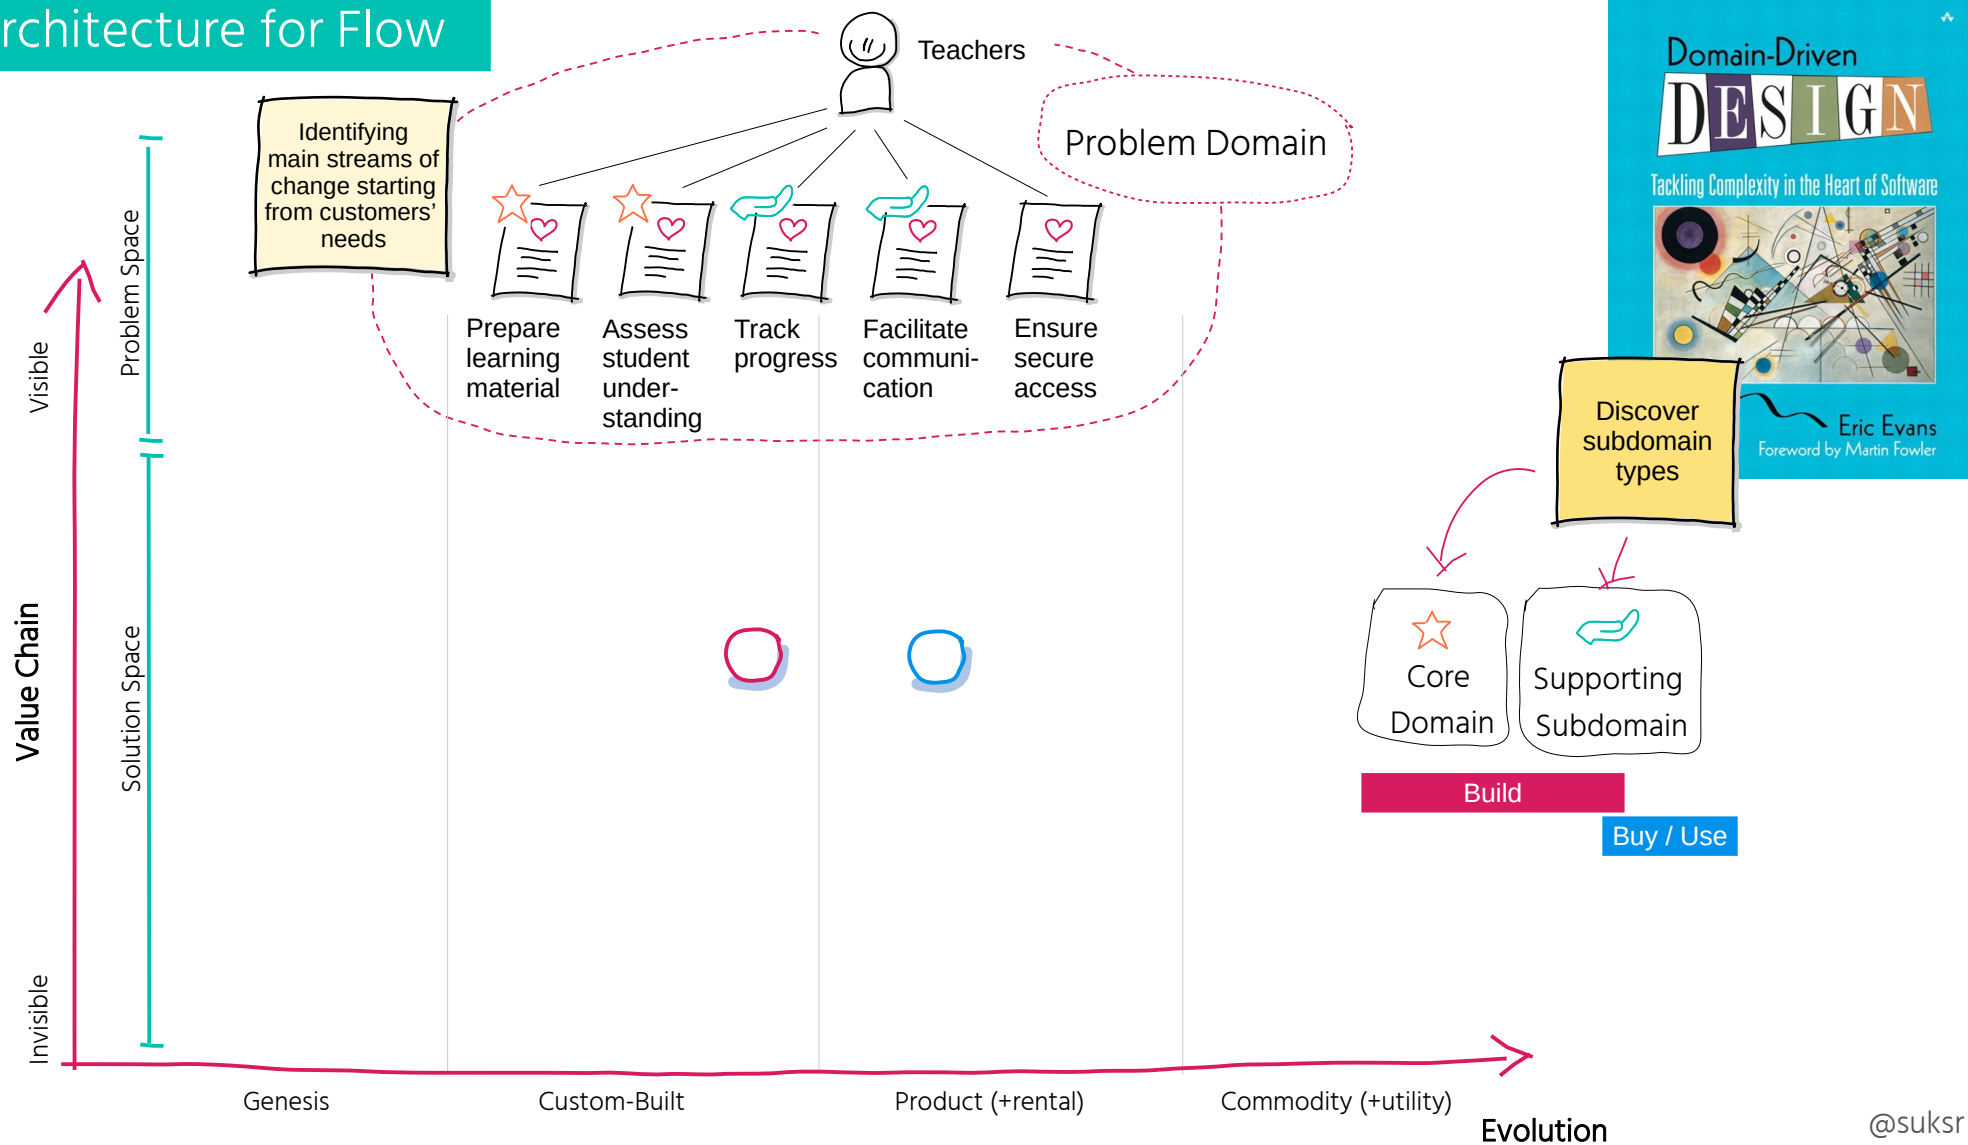 rchitecture for Flow
Teachers
Identifying
main streams of
change starting
from customers'
needs
Problem Domain
Prepare
learning
material
Assess
student
under-
standing
Track
progress
Facilitate
communi-
cation
Ensure
secure
access
Domain-Driven
DESIGN
Tackling Complexity in the Heart of Software
Eric Evans
Foreword by Martin Fowler
Discover
subdomain
types
Core
Domain
Supporting
Subdomain
Build
Buy / Use
Value Chain
Visible
Invisible
Problem Space
Solution Space
Genesis
Custom-Built
Product (+rental)
Commodity (+utility)
Evolution
@suksr